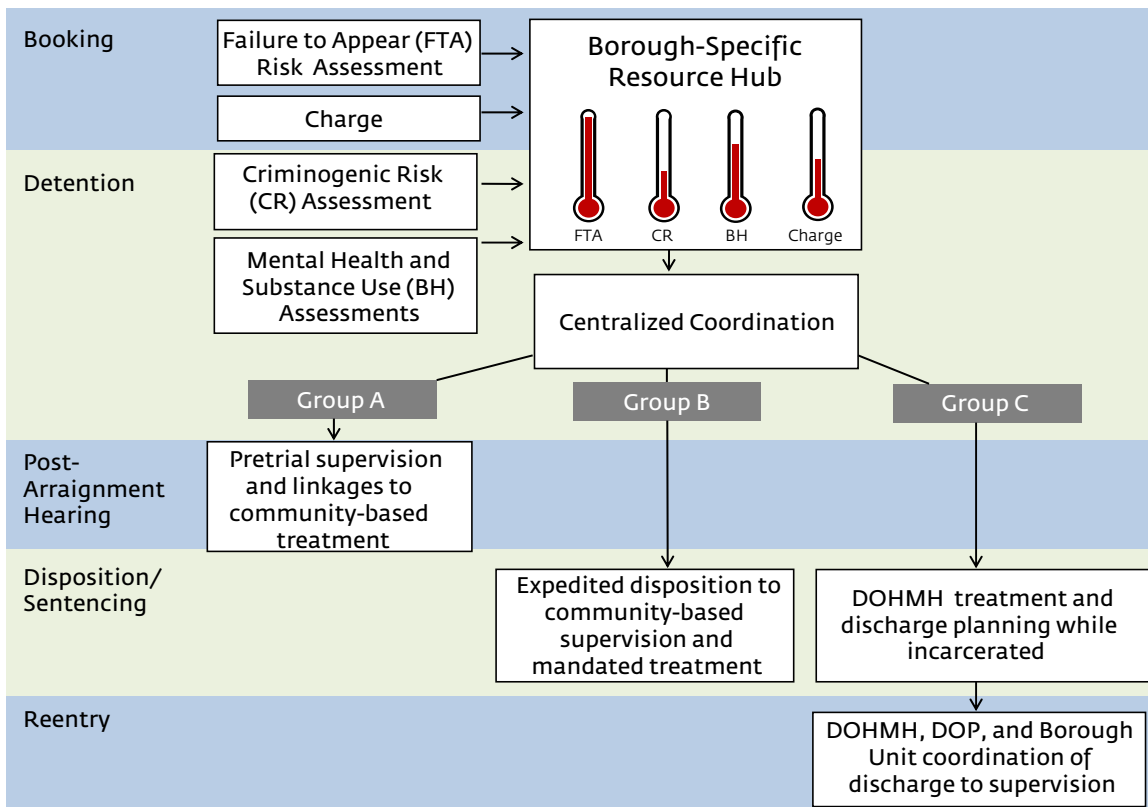 Booking
Failure to Appear (FTA)
Risk Assessment
Charge
Borough-Specific
Resource Hub
FTA
CR
BH
Charge
Detention
Criminogenic Risk
(CR) Assessment
Mental Health and
Substance Use (BH)
Assessments
Centralized Coordination
Group A
Group B
Group C
Post-
Arraignment
Hearing
Pretrial supervision
and linkages to
community-based
treatment
Disposition/
Sentencing
Expedited disposition to
community-based
supervision and
mandated treatment
DOHMH treatment and
discharge planning while
incarcerated
Reentry
DOHMH, DOP, and Borough
Unit coordination of
discharge to supervision